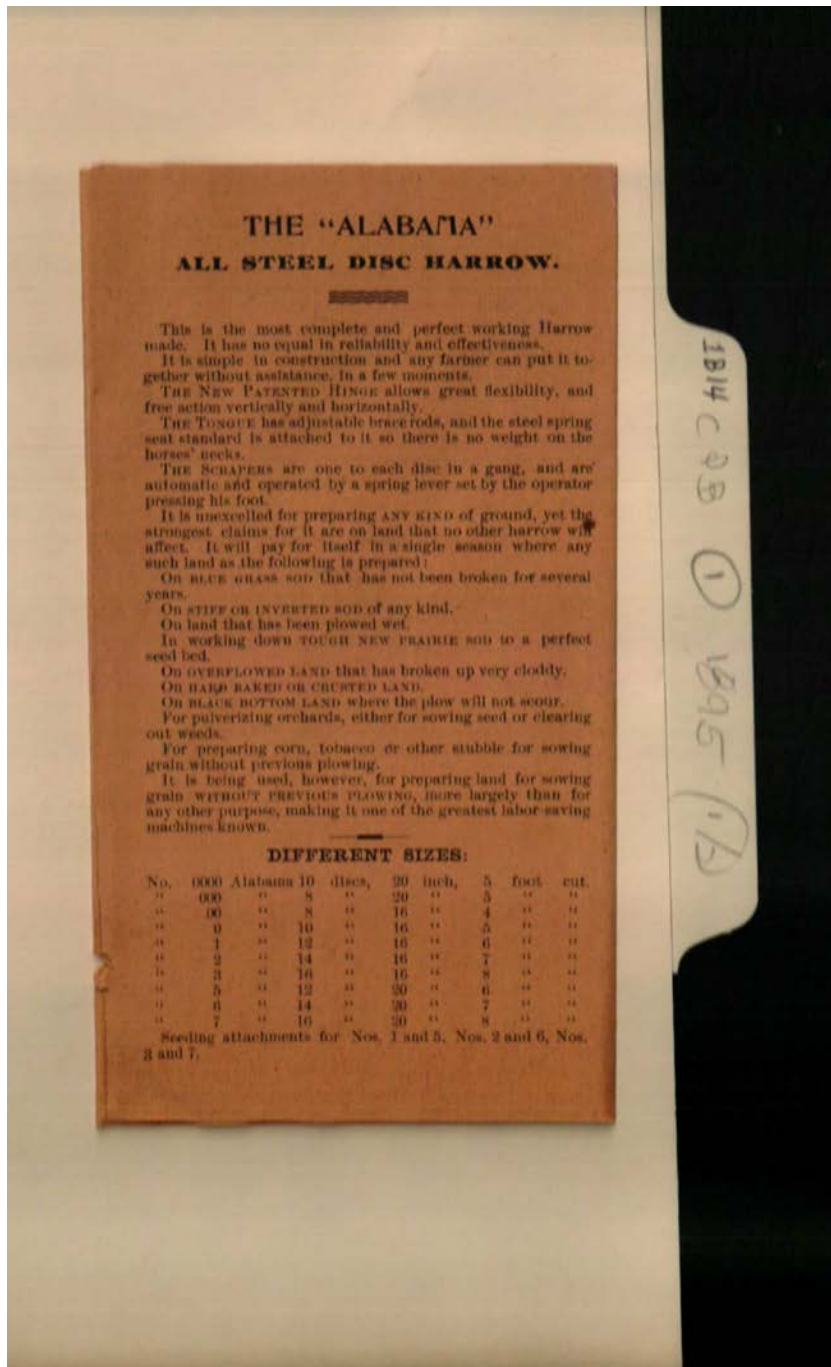 THE "ALABAMA"
ALL STEEL DISC HARROW.
This is the most complete and perfect working Harrow
made. It has no equal in reliability and effectiveness.
It is simple in construction and any farmer can put it to-
gether without assistance, in a few moments.
THE NEW PATENTED HINGE allows great flexibility, and
free action vertically and horizontally.
THE TONGUE has adjustable brace rods, and the steel spring
seat standard is attached to it so there is no weight on the
horses' necks.
THE SCRAPERS are one to each disc in a gang, and are
automatic and operated by a spring lever set by the operator
pressing his foot.
It is unexcelled for preparing ANY KIND of ground, yet the
strongest claims for it are on land that no other harrow will
affect. It will pay for itself in a single season where any
such land as the following is prepared:
On BLUE GRASS SOD that has not been broken for several
years.
On STIFF OR INVERTED SOD of any kind.
On land that has been plowed wet.
In working down TOUGH NEW PRAIRIE SOD to a perfect
seed bed.
On OVERFLOWED LAND that has broken up very cloddy.
On HARD BAKED OR CRUSTED LAND.
On BLACK BOTTOM LAND where the plow will not scour.
For pulverizing orchards, either for sowing seed or clearing
out weeds.
For preparing corn, tobacco or other stubble for sowing
grain without previous plowing.
It is being used, however, for preparing land for sowing
grain WITHOUT PREVIOUS PLOWING, more largely than for
any other purpose, making it one of the greatest labor saving
machines known.
DIFFERENT SIZES:
No. 0000 Alabama 10 discs, 20 inch, 5 foot cut.
" 000 " 8 " 20 " 5 " "
" 00 " 8 " 16 " 4 " "
" 0 " 10 " 16 " 5 " "
" 1 " 12 " 16 " 6 " "
" 2 " 14 " 16 " 7 " "
" 3 " 16 " 16 " 8 " "
" 5 " 12 " 20 " 6 " "
" 6 " 14 " 20 " 7 " "
" 7 " 16 " 20 " 8 " "
Seeding attachments for Nos. 1 and 5, Nos. 2 and 6, Nos.
3 and 7.
1895